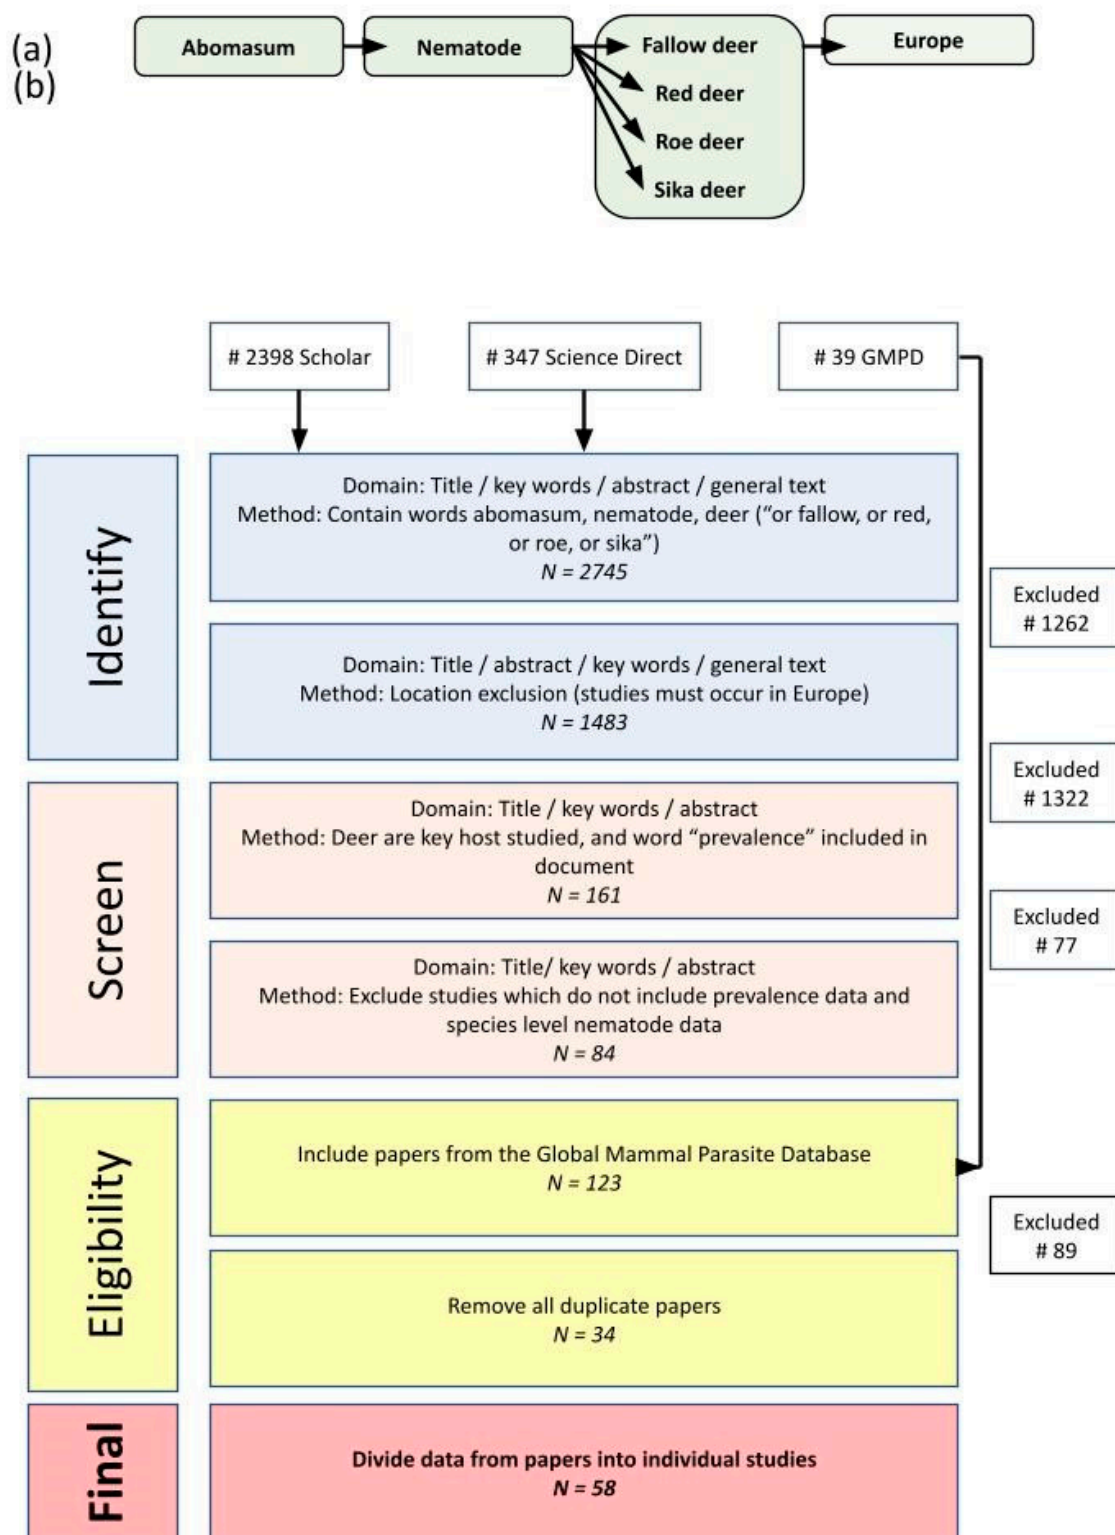 (a)
(b)
Abomasum
Nematode
Fallow deer
Red deer
Roe deer
Sika deer
Europe
# 2398 Scholar
# 347 Science Direct
# 39 GMPD
Identify
Domain: Title / key words / abstract / general text
Method: Contain words abomasum, nematode, deer (“or fallow, or red,
or roe, or sika”)
N = 2745
Excluded
# 1262
Domain: Title / abstract / key words / general text
Method: Location exclusion (studies must occur in Europe)
N = 1483
Excluded
# 1322
Screen
Domain: Title / key words / abstract
Method: Deer are key host studied, and word “prevalence” included in
document
N = 161
Excluded
# 77
Domain: Title/ key words / abstract
Method: Exclude studies which do not include prevalence data and
species level nematode data
N = 84
Eligibility
Include papers from the Global Mammal Parasite Database
N = 123
Excluded
# 89
Remove all duplicate papers
N = 34
Final
Divide data from papers into individual studies
N = 58